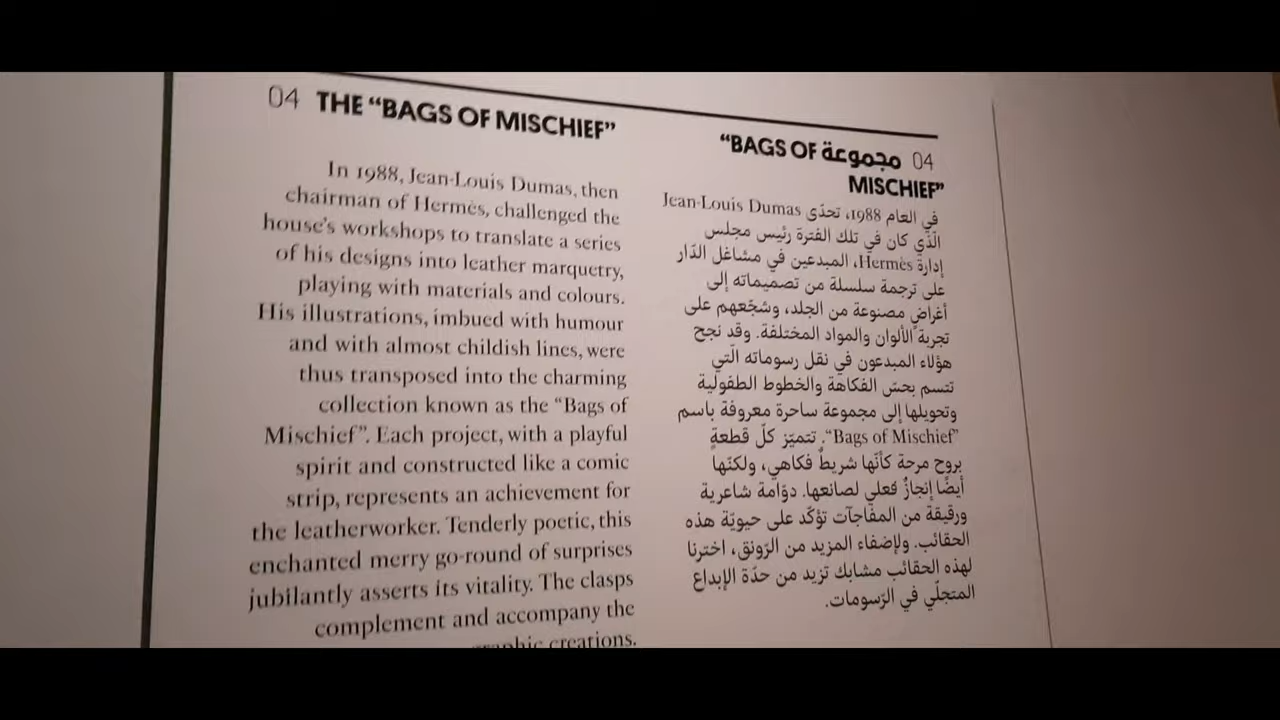 04 THE “BAGS OF MISCHIEF”
In 1988, Jean-Louis Dumas, then
chairman of Hermès, challenged the
house’s workshops to translate a series
of his designs into leather marquetry,
playing with materials and colours.
His illustrations, imbued with humour
and with almost childish lines, were
thus transposed into the charming
collection known as the “Bags of
Mischief”. Each project, with a playful
spirit and constructed like a comic
strip, represents an achievement for
the leatherworker. Tenderly poetic, this
enchanted merry go-round of surprises
jubilantly asserts its vitality. The clasps
complement and accompany the
creations.
04 مجموعة “BAGS OF
MISCHIEF”
في العام 1988، تحدّى Jean-Louis Dumas
الّذي كان في تلك الفترة رئيس مجلس
إدارة Hermès، المبدعين في مشاغل الدّار
على ترجمة سلسلة من تصميماته إلى
أغراضٍ مصنوعة من الجلد، وشجّعهم على
تجربة الألوان والمواد المختلفة. وقد نجح
هؤلاء المبدعون في نقل رسوماته الّتي
تتسم بحسّ الفكاهة والخطوط الطفولية
وتحويلها إلى مجموعة ساحرة معروفة باسم
“Bags of Mischief”. تتميّز كلّ قطعةٍ
بروح مرحة كأنّها شريطٌ فكاهي، ولكنّها
أيضًا إنجازٌ فعلي لصانعها. دوّامة شاعرية
ورقيقة من المفاجآت تؤكّد على حيويّة هذه
الحقائب. ولإضفاء المزيد من الرّونق، اخترنا
لهذه الحقائب مشابك تزيد من حدّة الإبداع
المتجلّي في الرّسومات.